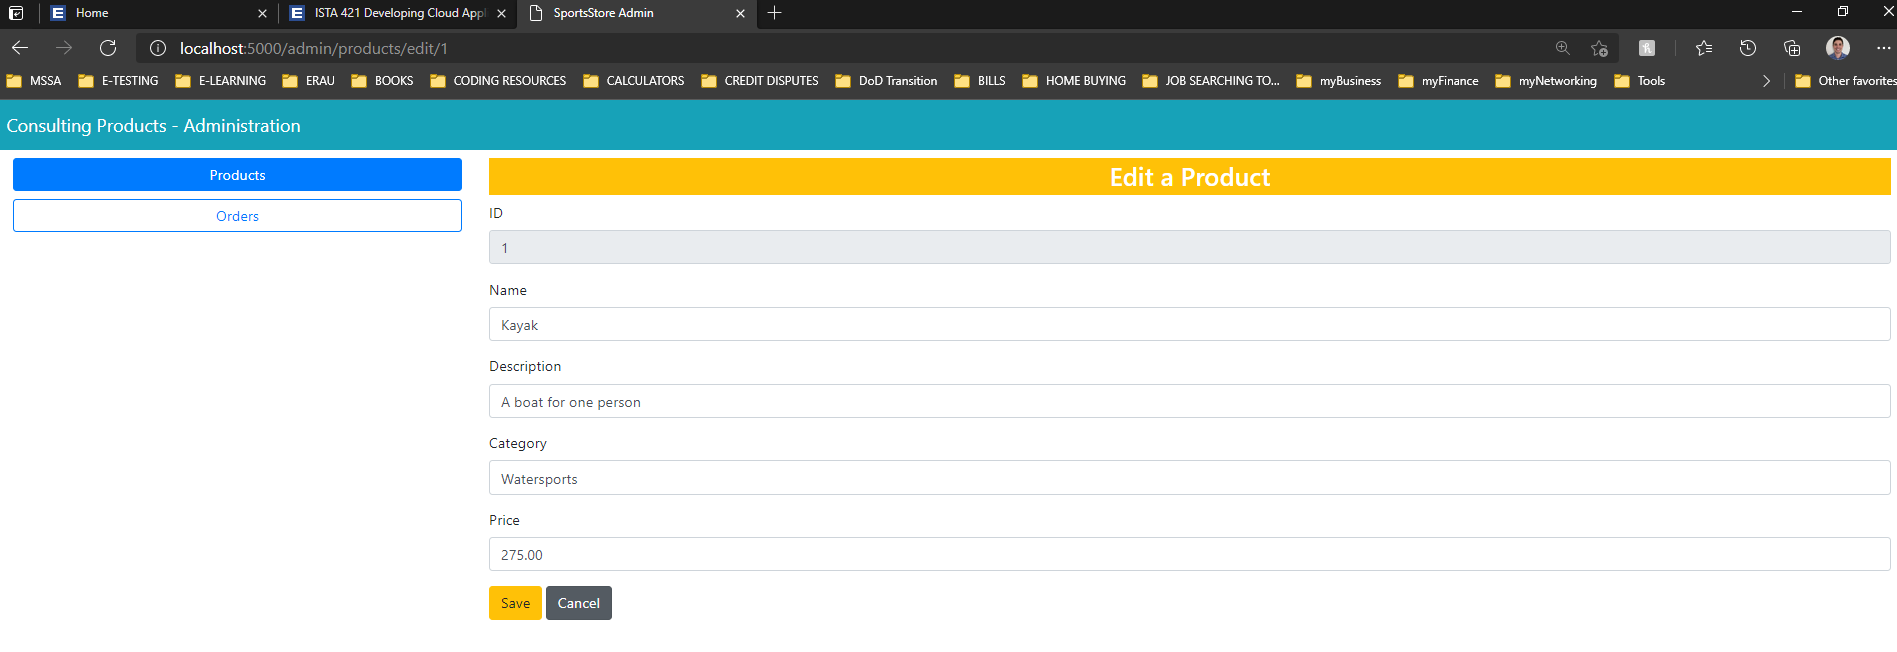 Home
ISTA 421 Developing Cloud Appl
SportsStore Admin
localhost:5000/admin/products/edit/1
MSSA E-TESTING E-LEARNING ERAU BOOKS CODING RESOURCES CALCULATORS CREDIT DISPUTES DoD Transition BILLS HOME BUYING JOB SEARCHING TO... myBusiness myFinance myNetworking Tools Other favorites
Consulting Products - Administration
Products
Orders
Edit a Product
ID
1
Name
Kayak
Description
A boat for one person
Category
Watersports
Price
275.00
Save Cancel